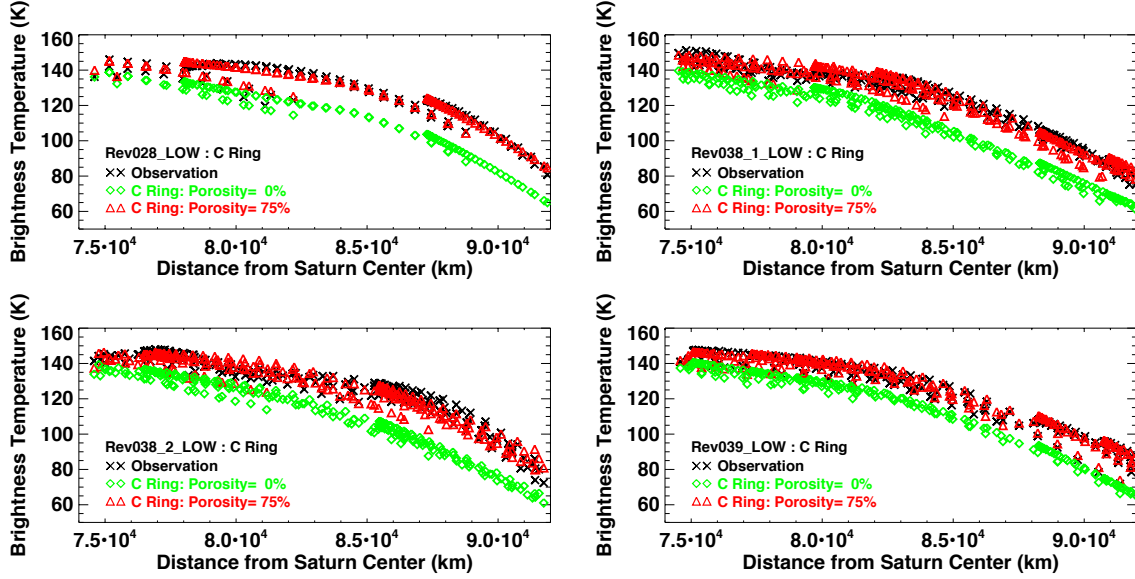 Brightness Temperature (K)
160
140
120
100
80
60
Rev028_LOW : C Ring
Observation
C Ring: Porosity= 0%
C Ring: Porosity= 75%
7.5•10⁴ 8.0•10⁴ 8.5•10⁴ 9.0•10⁴
Distance from Saturn Center (km)
Brightness Temperature (K)
160
140
120
100
80
60
Rev038_1_LOW : C Ring
Observation
C Ring: Porosity= 0%
C Ring: Porosity= 75%
7.5•10⁴ 8.0•10⁴ 8.5•10⁴ 9.0•10⁴
Distance from Saturn Center (km)
Brightness Temperature (K)
160
140
120
100
80
60
Rev038_2_LOW : C Ring
Observation
C Ring: Porosity= 0%
C Ring: Porosity= 75%
7.5•10⁴ 8.0•10⁴ 8.5•10⁴ 9.0•10⁴
Distance from Saturn Center (km)
Brightness Temperature (K)
160
140
120
100
80
60
Rev039_LOW : C Ring
Observation
C Ring: Porosity= 0%
C Ring: Porosity= 75%
7.5•10⁴ 8.0•10⁴ 8.5•10⁴ 9.0•10⁴
Distance from Saturn Center (km)